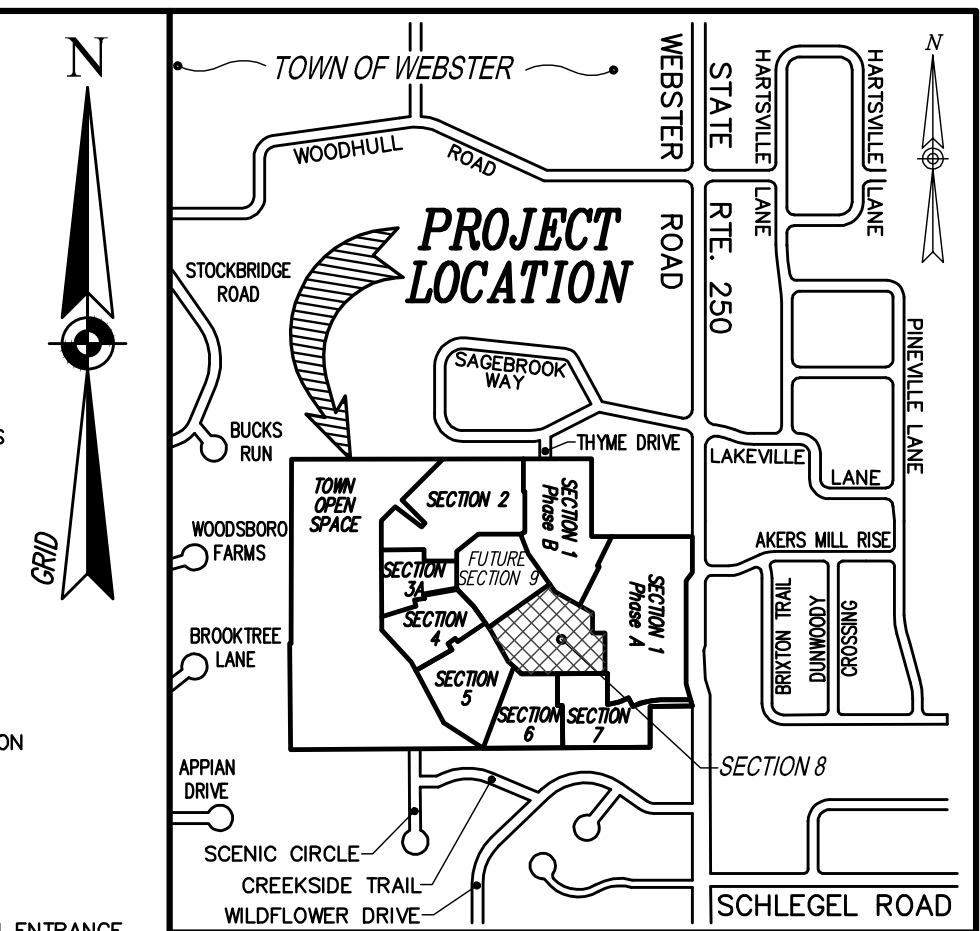 N
GRID
S
ON
ENTRANCE
TOWN OF WEBSTER
WOODHULL ROAD
WEBSTER ROAD
STATE RTE. 250
HARTSVILLE LANE
HARTSVILLE LANE
N
PROJECT
LOCATION
STOCKBRIDGE
ROAD
PINEVILLE LANE
SAGEBROOK
WAY
BUCKS
RUN
THYME DRIVE
LAKEVILLE LANE
TOWN
OPEN
SPACE
SECTION 2
SECTION 1
Phase B
WOODSBORO
FARMS
AKERS MILL RISE
FUTURE
SECTION 9
SECTION
3A
SECTION 1
Phase A
SECTION
4
BRIXTON TRAIL
DUNWOODY
CROSSING
BROOKTREE
LANE
SECTION
5
SECTION
6
SECTION
7
SECTION 8
APPIAN
DRIVE
SCENIC CIRCLE
CREEKSIDE TRAIL
WILDFLOWER DRIVE
SCHLEGEL ROAD